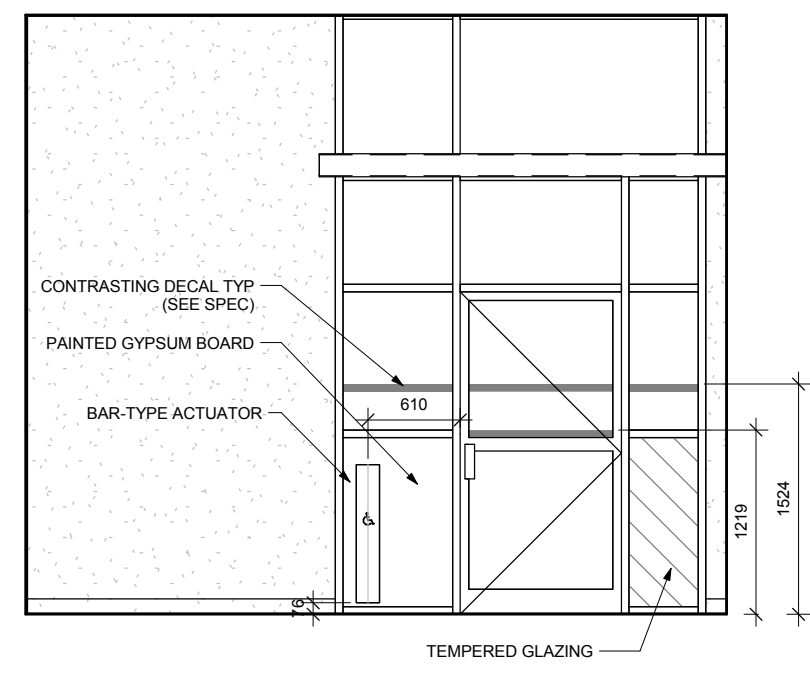 CONTRASTING DECAL TYP
(SEE SPEC)
PAINTED GYPSUM BOARD
BAR-TYPE ACTUATOR
610
76
1219
1524
TEMPERED GLAZING